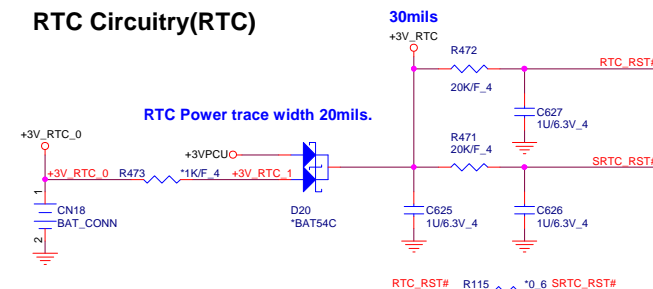 RTC Circuitry(RTC)
30mils
+3V_RTC
R472
RTC_RST#
20K/F_4
C627
1U/6.3V_4
RTC Power trace width 20mils.
+3V_RTC_0
+3VPCU
R471
20K/F_4
SRTC_RST#
+3V_RTC_0 R473 *1K/F_4 +3V_RTC_1
1
CN18
BAT_CONN
2
D20
*BAT54C
C625
1U/6.3V_4
C626
1U/6.3V_4
RTC_RST# R115 *0_6 SRTC_RST#